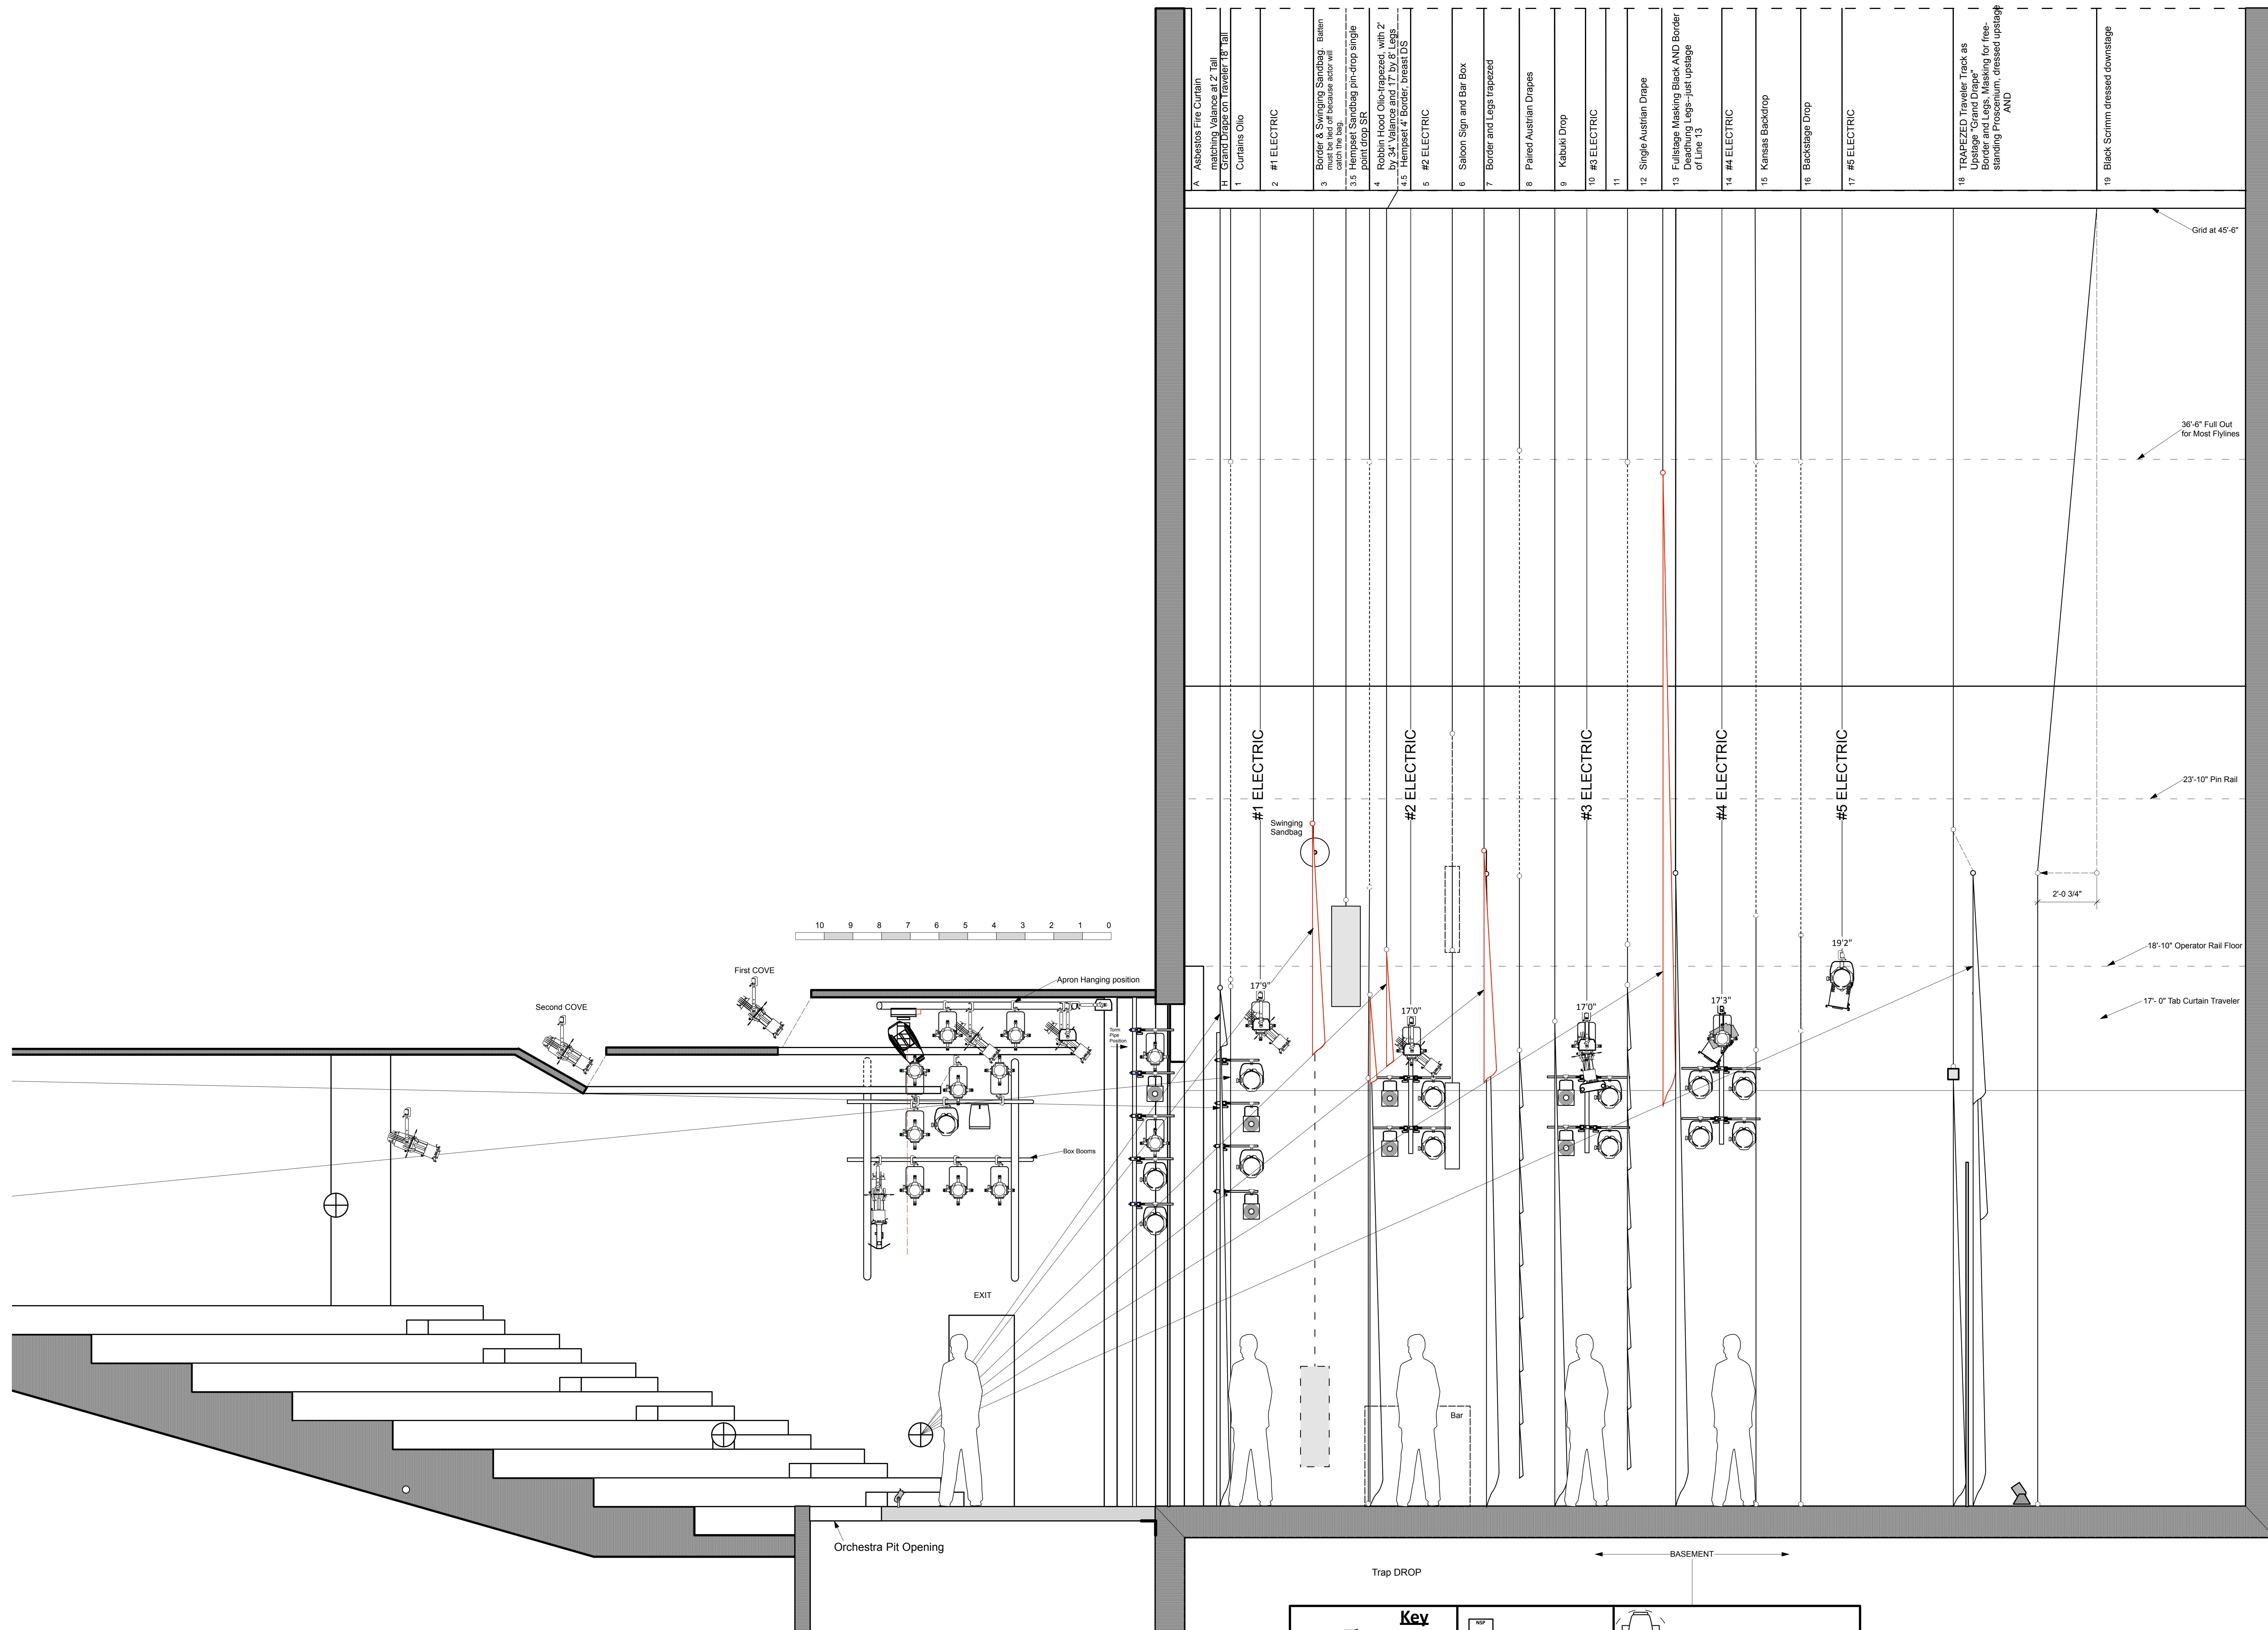 A Asbestos Fire Curtain
matching Valance at 2' Tall
H Grand Drape on Traveler 18' Tall
1 Curtains Olio
2 #1 ELECTRIC
3 Border & Swinging Sandbag. Batten
must be tied off because actor will
catch the bag.
3.5 Hempset Sandbag pin-drop single
point drop SR
4 Robbin Hood Olio-trapezed, with 2'
by 34' Valance and 17' by 8' Legs
4.5 Hempset 4' Border, breast DS
5 #2 ELECTRIC
6 Saloon Sign and Bar Box
7 Border and Legs trapezed
8 Paired Austrian Drapes
9 Kabuki Drop
10 #3 ELECTRIC
11
12 Single Austrian Drape
13 Fullstage Masking Black AND Border
Deadhung Legs--just upstage
of Line 13
14 #4 ELECTRIC
15 Kansas Backdrop
16 Backstage Drop
17 #5 ELECTRIC
18 TRAPEZED Traveler Track as
Upstage "Grand Drape"
Border and Legs, Masking for free-
standing Proscenium, dressed upstage
AND
19 Black Scrimm dressed downstage
Grid at 45'-6"
36'-6" Full Out
for Most Flylines
#1 ELECTRIC
#2 ELECTRIC
#3 ELECTRIC
#4 ELECTRIC
#5 ELECTRIC
23'-10" Pin Rail
Swinging
Sandbag
2'-0 3/4"
10 9 8 7 6 5 4 3 2 1 0
19'2"
18'-10" Operator Rail Floor
First COVE
Apron Hanging position
17'9"
17'0"
17'0"
17'3"
17'- 0" Tab Curtain Traveler
Second COVE
Torm
Pipe
Position
Box Booms
EXIT
Bar
Orchestra Pit Opening
BASEMENT
Trap DROP
Key
NSP